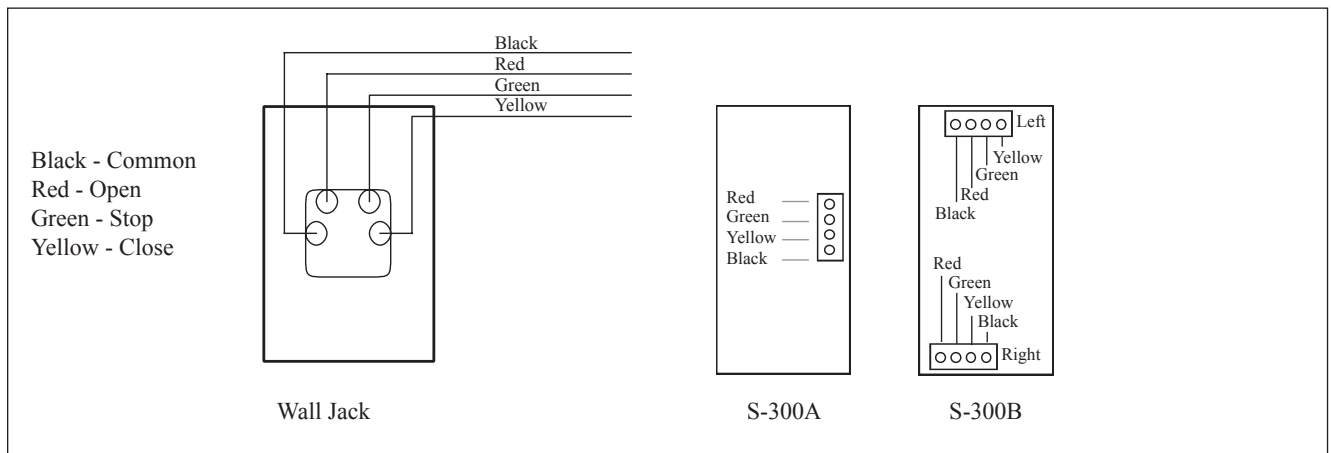 Black
Red
Green
Yellow
Black - Common
Red - Open
Green - Stop
Yellow - Close
Wall Jack
Red
Green
Yellow
Black
S-300A
Left
Yellow
Green
Red
Black
Red
Green
Yellow
Black
Right
S-300B